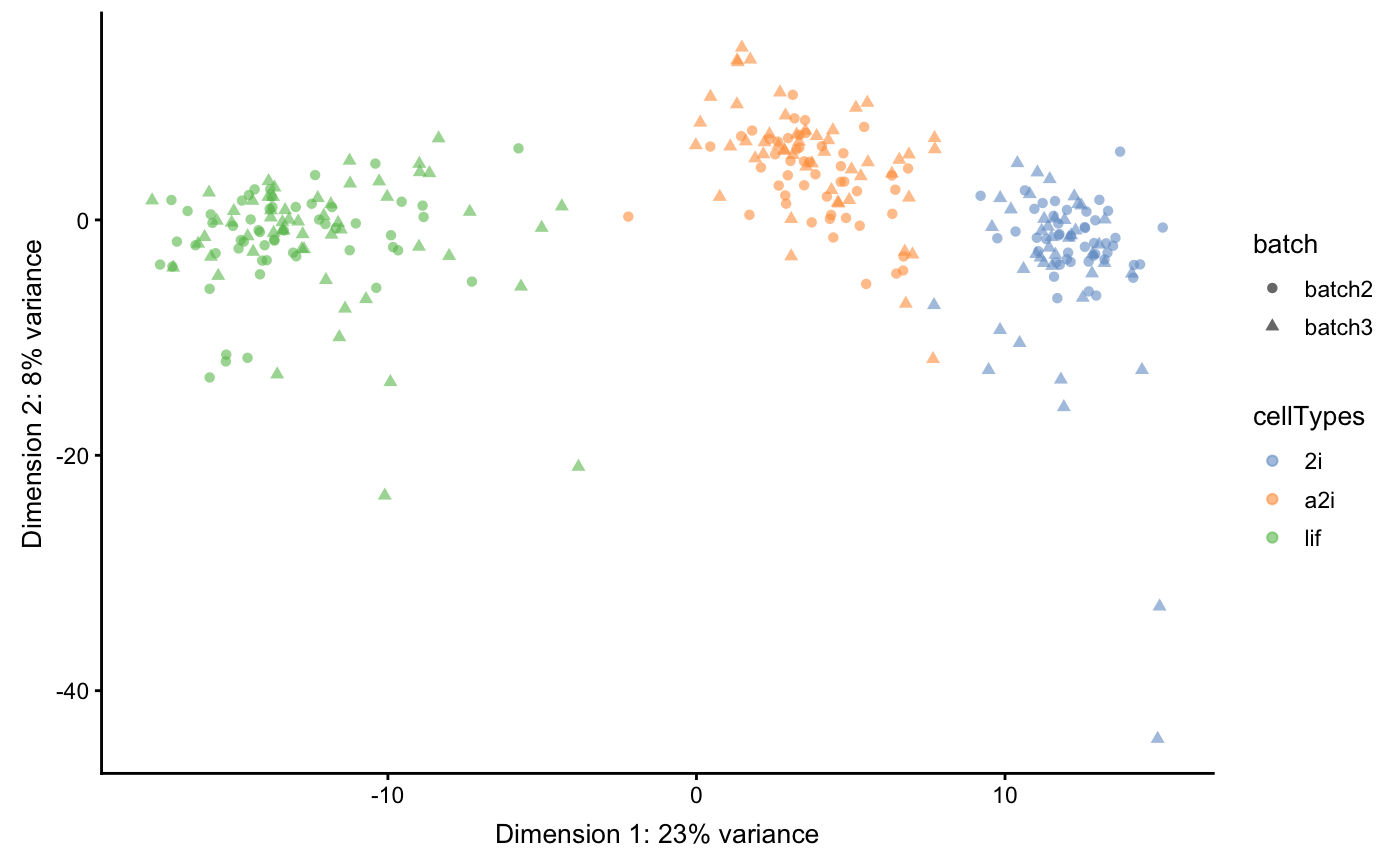 Dimension 2: 8% variance
0
-20
-40
-10
0
10
Dimension 1: 23% variance
batch
batch2
batch3
cellTypes
2i
a2i
lif